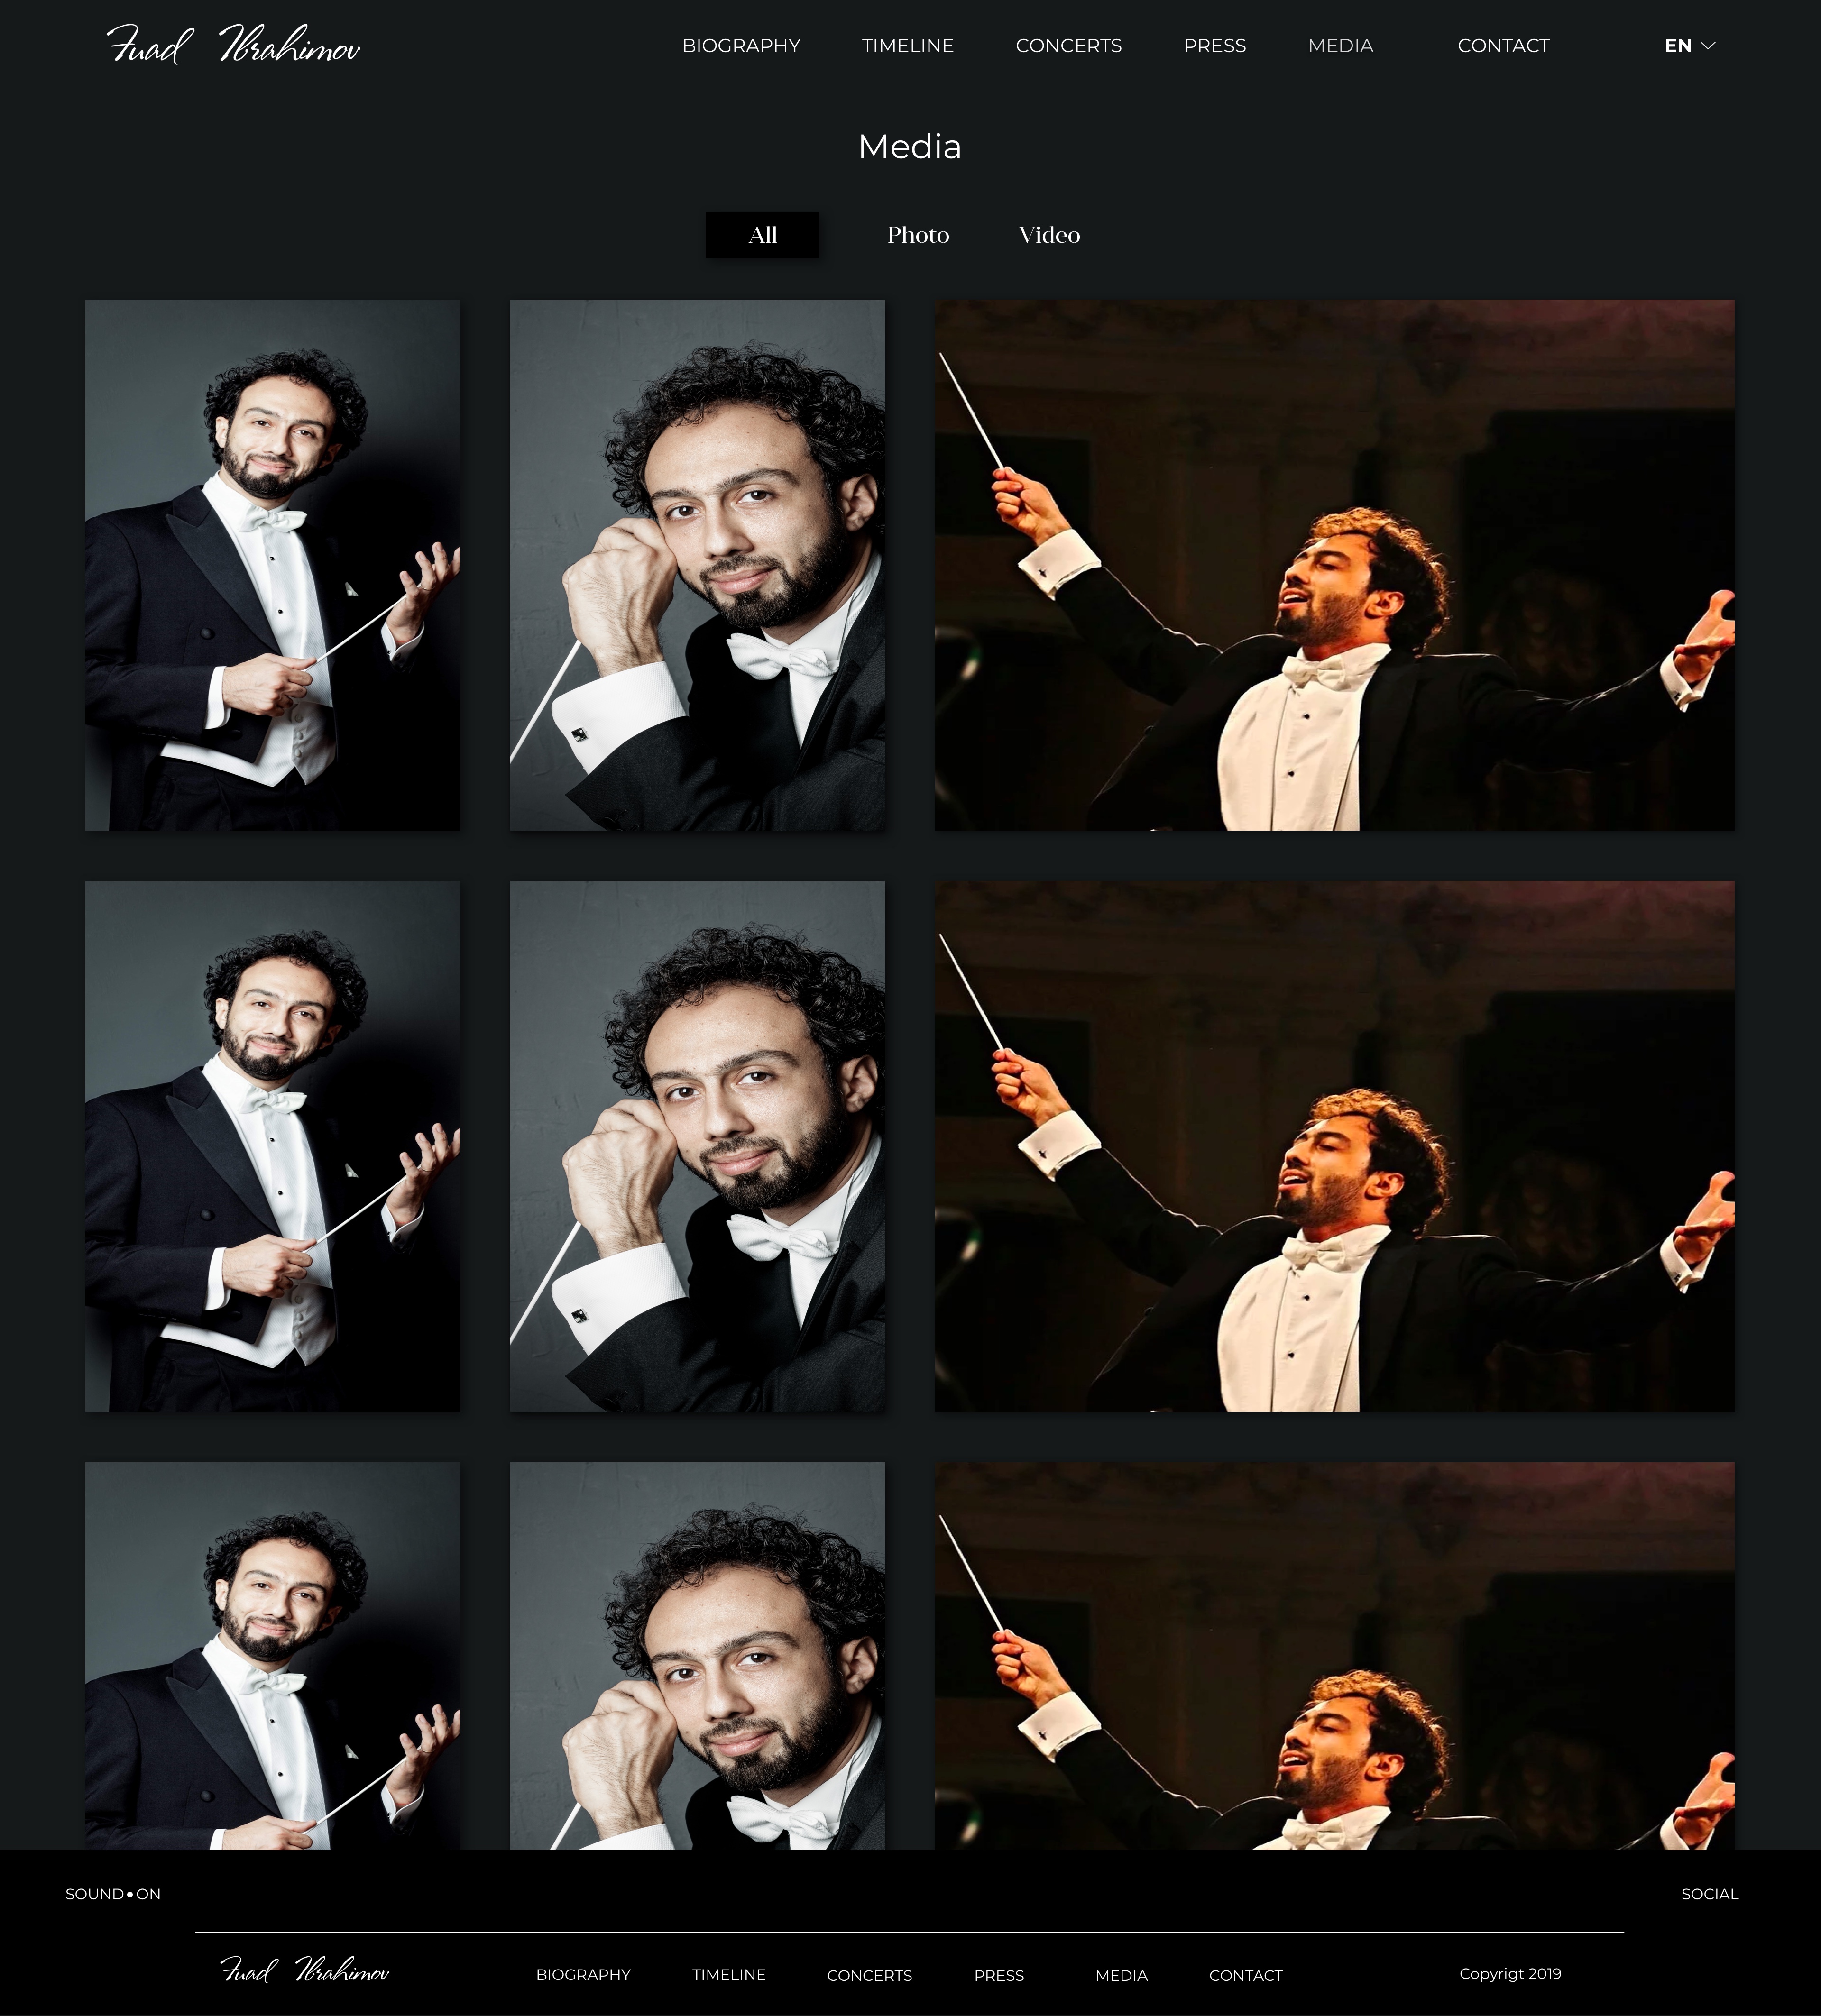 Fuad Ibrahimov BIOGRAPHY TIMELINE CONCERTS PRESS MEDIA CONTACT EN
Media
All Photo Video
SOUND•ON SOCIAL
Fuad Ibrahimov BIOGRAPHY TIMELINE CONCERTS PRESS MEDIA CONTACT Copyrigt 2019